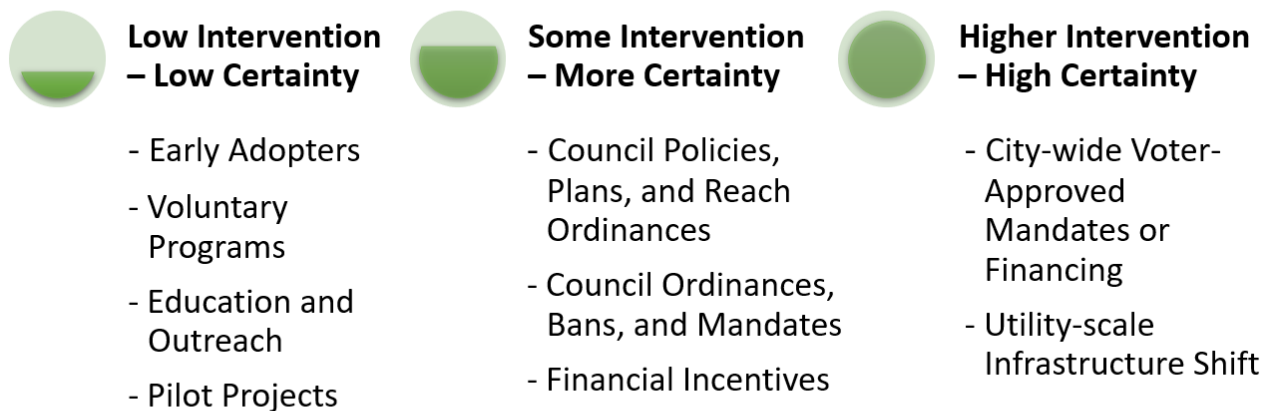 Low Intervention
– Low Certainty
- Early Adopters
- Voluntary
Programs
- Education and
Outreach
- Pilot Projects
Some Intervention
– More Certainty
- Council Policies,
Plans, and Reach
Ordinances
- Council Ordinances,
Bans, and Mandates
- Financial Incentives
Higher Intervention
– High Certainty
- City-wide Voter-
Approved
Mandates or
Financing
- Utility-scale
Infrastructure Shift